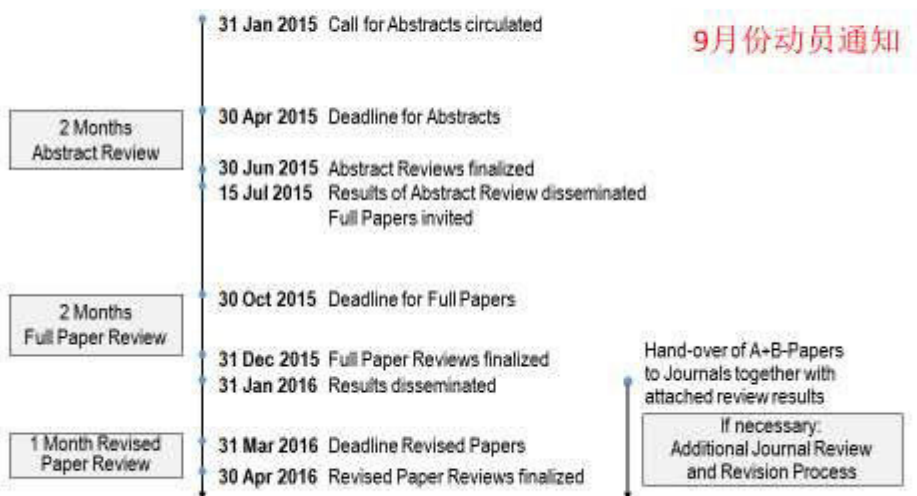 31 Jan 2015 Call for Abstracts circulated
9月份动员通知
30 Apr 2015 Deadline for Abstracts
2 Months
Abstract Review
30 Jun 2015 Abstract Reviews finalized
15 Jul 2015 Results of Abstract Review disseminated
Full Papers invited
30 Oct 2015 Deadline for Full Papers
2 Months
Full Paper Review
31 Dec 2015 Full Paper Reviews finalized
31 Jan 2016 Results disseminated
Hand-over of A+B-Papers
to Journals together with
attached review results
1 Month Revised
Paper Review
31 Mar 2016 Deadline Revised Papers
30 Apr 2016 Revised Paper Reviews finalized
If necessary:
Additional Journal Review
and Revision Process